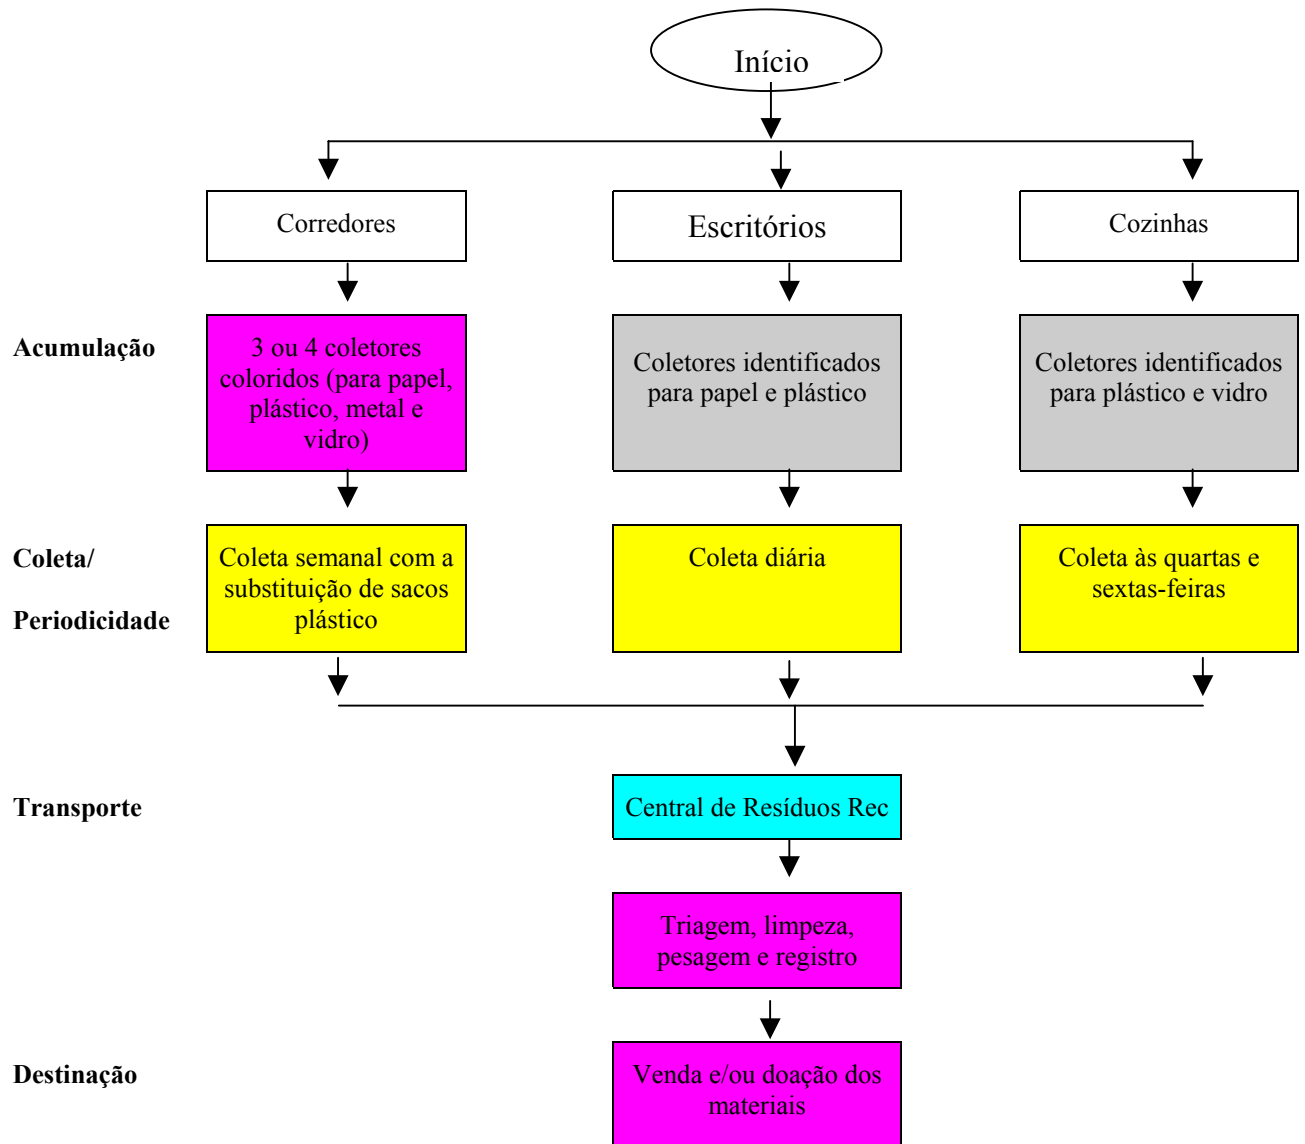 Início
Corredores
Escritórios
Cozinhas
Acumulação
3 ou 4 coletores
coloridos (para papel,
plástico, metal e
vidro)
Coletores identificados
para papel e plástico
Coletores identificados
para plástico e vidro
Coleta/
Periodicidade
Coleta semanal com a
substituição de sacos
plástico
Coleta diária
Coleta às quartas e
sextas-feiras
Transporte
Central de Resíduos Rec
Triagem, limpeza,
pesagem e registro
Destinação
Venda e/ou doação dos
materiais